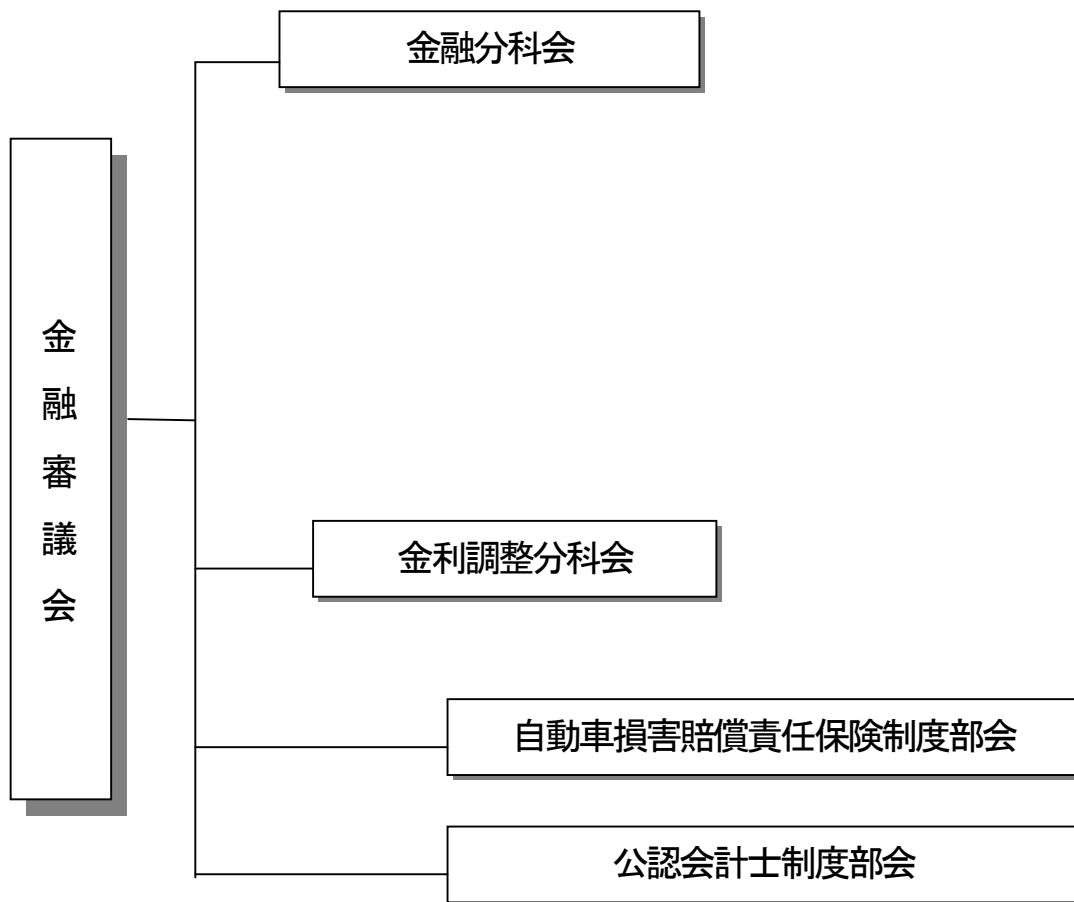 金融分科会
金融審議会
金利調整分科会
自動車損害賠償責任保険制度部会
公認会計士制度部会